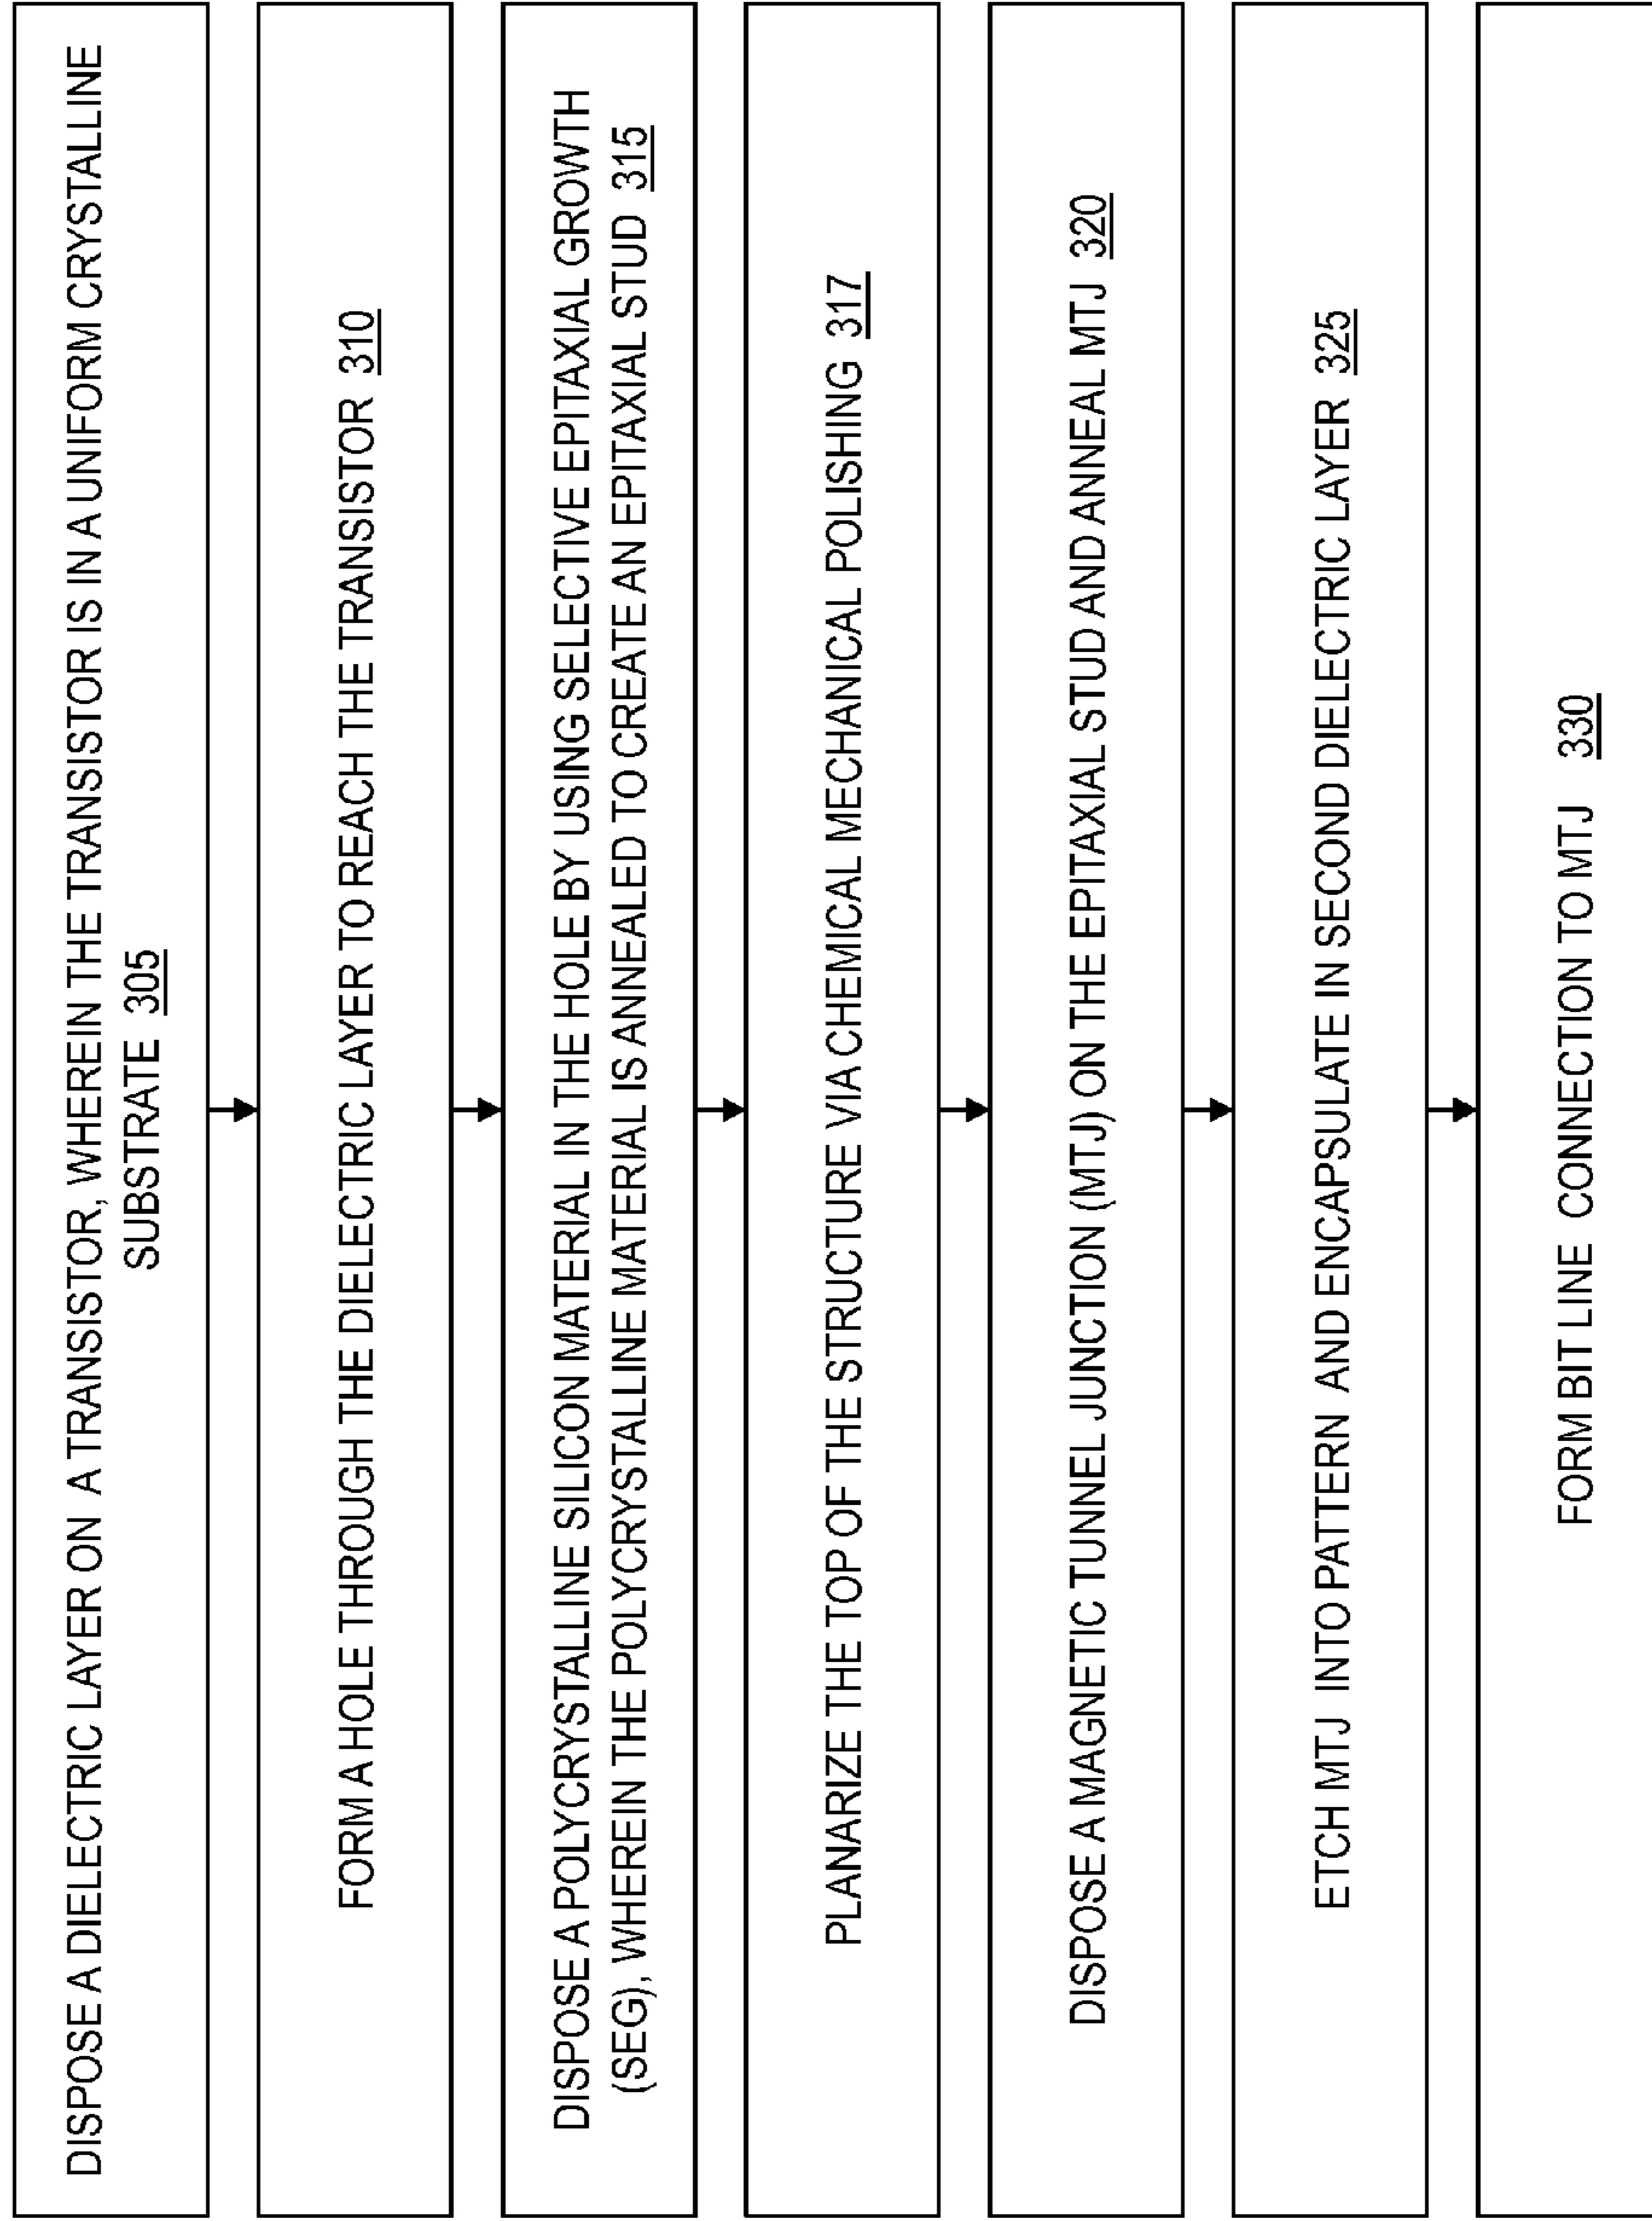 DISPOSE A DIELECTRIC LAYER ON A TRANSISTOR, WHEREIN THE TRANSISTOR IS IN A UNIFORM CRYSTALLINE
SUBSTRATE 305
FORM A HOLE THROUGH THE DIELECTRIC LAYER TO REACH THE TRANSISTOR 310
DISPOSE A POLYCRYSTALLINE SILICON MATERIAL IN THE HOLE BY USING SELECTIVE EPITAXIAL GROWTH
(SEG), WHEREIN THE POLYCRYSTALLINE MATERIAL IS ANNEALED TO CREATE AN EPITAXIAL STUD 315
PLANARIZE THE TOP OF THE STRUCTURE VIA CHEMICAL MECHANICAL POLISHING 317
DISPOSE A MAGNETIC TUNNEL JUNCTION (MTJ) ON THE EPITAXIAL STUD AND ANNEAL MTJ 320
ETCH MTJ INTO PATTERN AND ENCAPSULATE IN SECOND DIELECTRIC LAYER 325
FORM BIT LINE CONNECTION TO MTJ 330